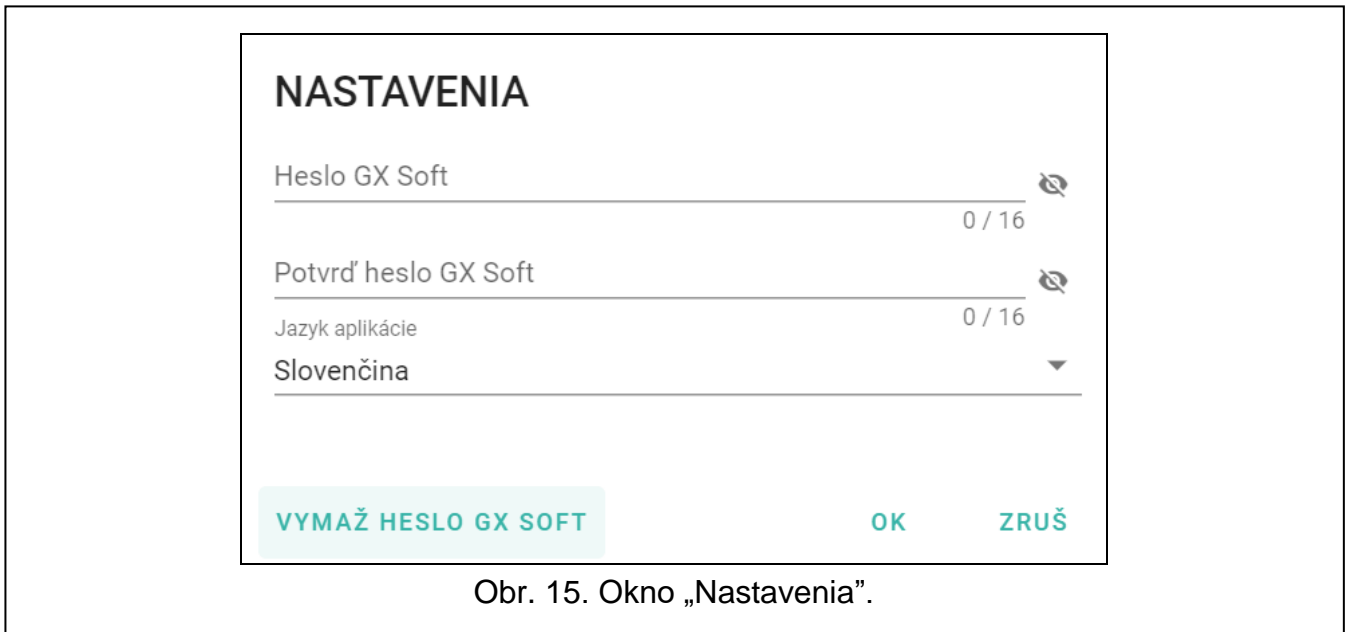 NASTAVENIA
Heslo GX Soft
0 / 16
Potvrď heslo GX Soft
0 / 16
Jazyk aplikácie
Slovenčina
VYMAŽ HESLO GX SOFT OK ZRUŠ
Obr. 15. Okno „Nastavenia”.